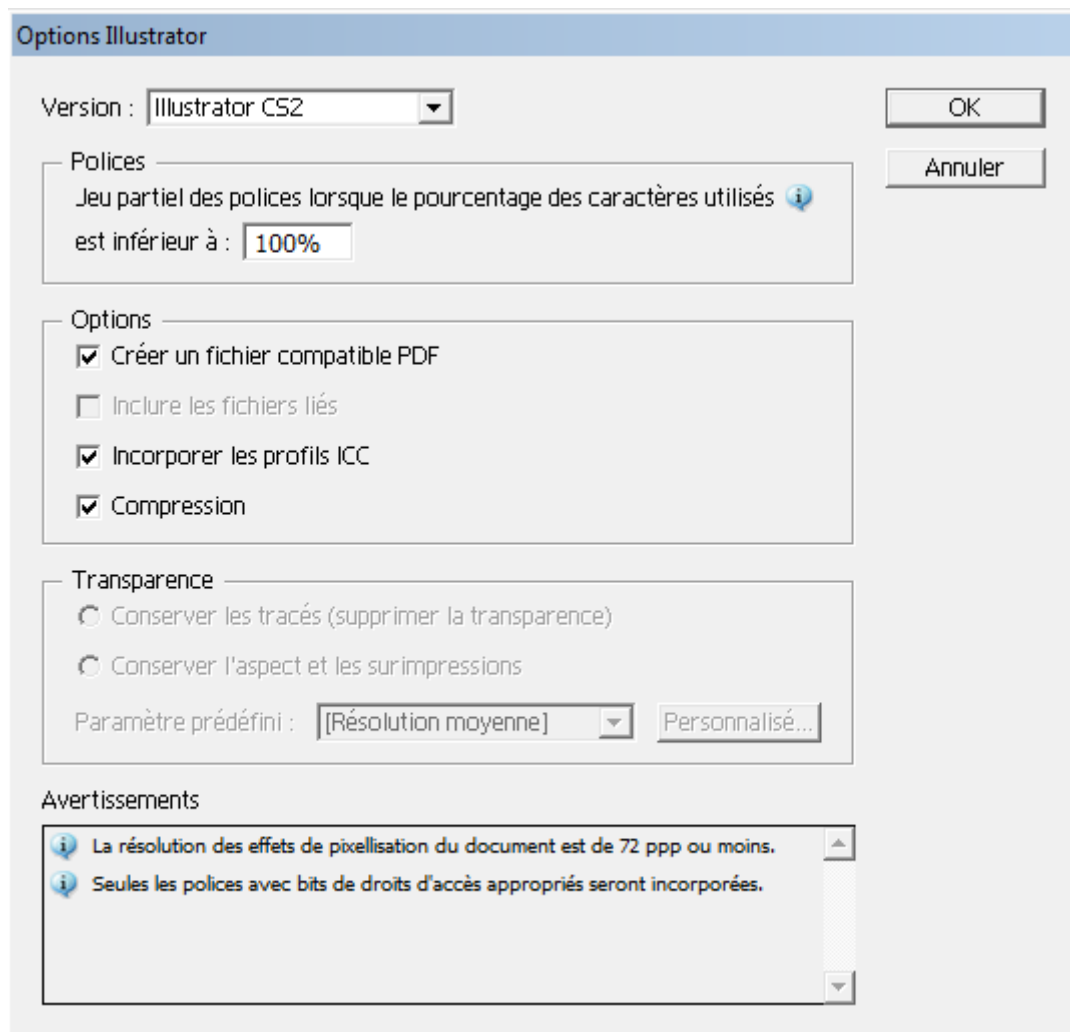 Options Illustrator
Version : Illustrator CS2
OK
Annuler
Polices
Jeu partiel des polices lorsque le pourcentage des caractères utilisés
est inférieur à : 100%
Options
Créer un fichier compatible PDF
Inclure les fichiers liés
Incorporer les profils ICC
Compression
Transparence
Conserver les tracés (supprimer la transparence)
Conserver l'aspect et les surimpressions
Paramètre prédéfini : [Résolution moyenne] Personnalisé...
Avertissements
La résolution des effets de pixellisation du document est de 72 ppp ou moins.
Seules les polices avec bits de droits d'accès appropriés seront incorporées.